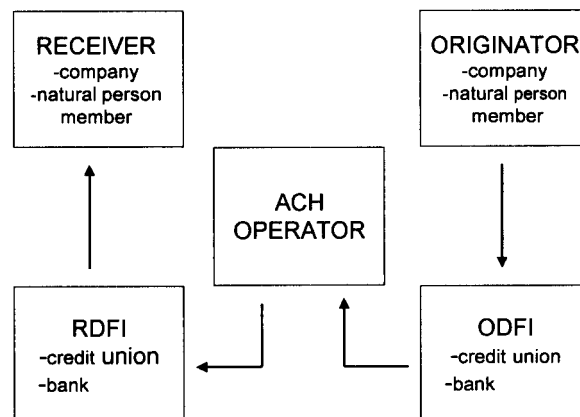 RECEIVER
-company
-natural person
member
ORIGINATOR
-company
-natural person
member
ACH
OPERATOR
RDFI
-credit union
-bank
ODFI
-credit union
-bank